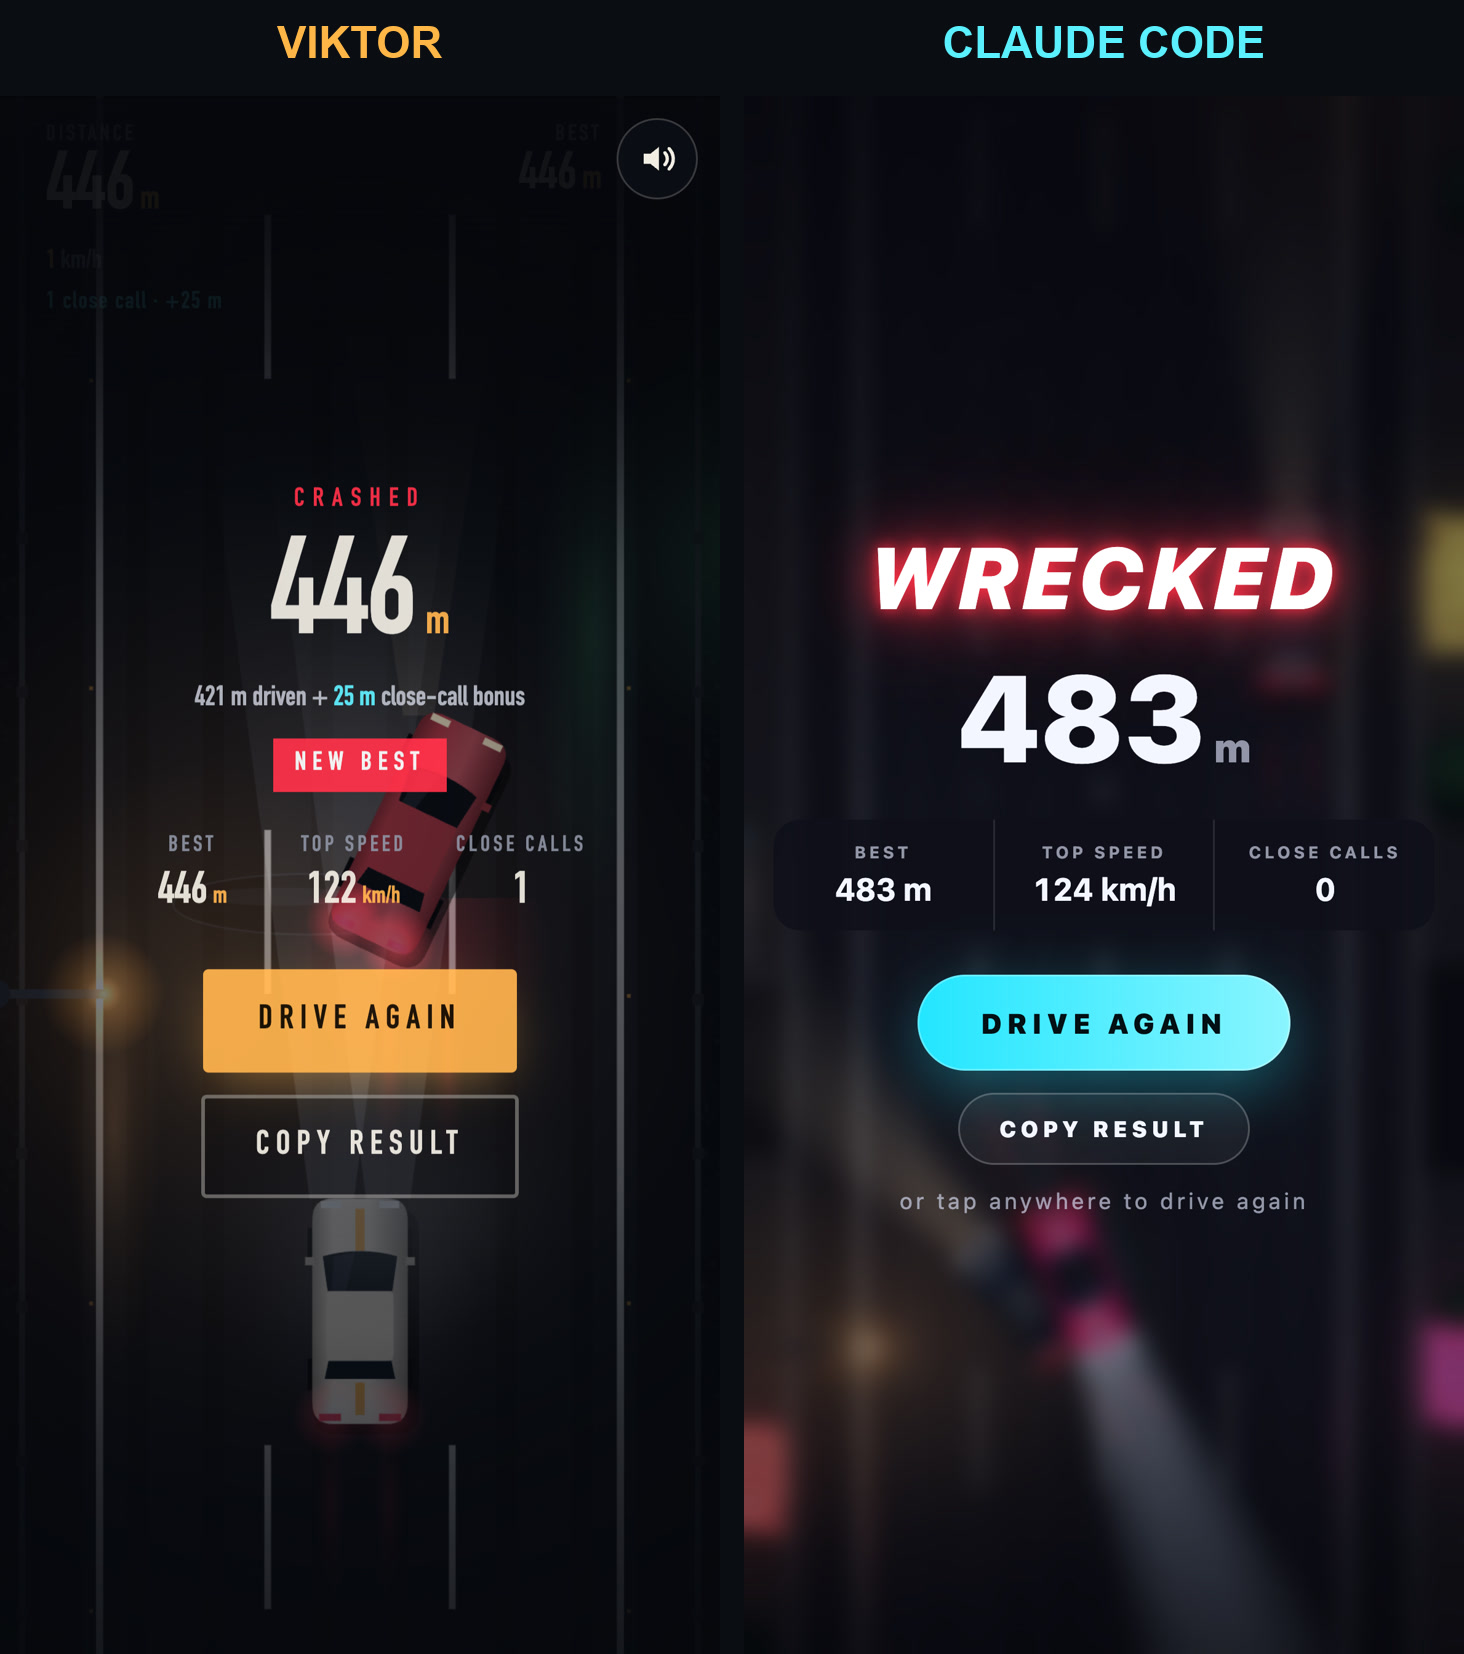 VIKTOR
DISTANCE
446 m
BEST
446 m
1 km/h
1 close call · +25 m
CRASHED
446 m
421 m driven + 25 m close-call bonus
NEW BEST
BEST TOP SPEED CLOSE CALLS
446 m 122 km/h 1
DRIVE AGAIN
COPY RESULT
CLAUDE CODE
WRECKED
483 m
BEST TOP SPEED CLOSE CALLS
483 m 124 km/h 0
DRIVE AGAIN
COPY RESULT
or tap anywhere to drive again